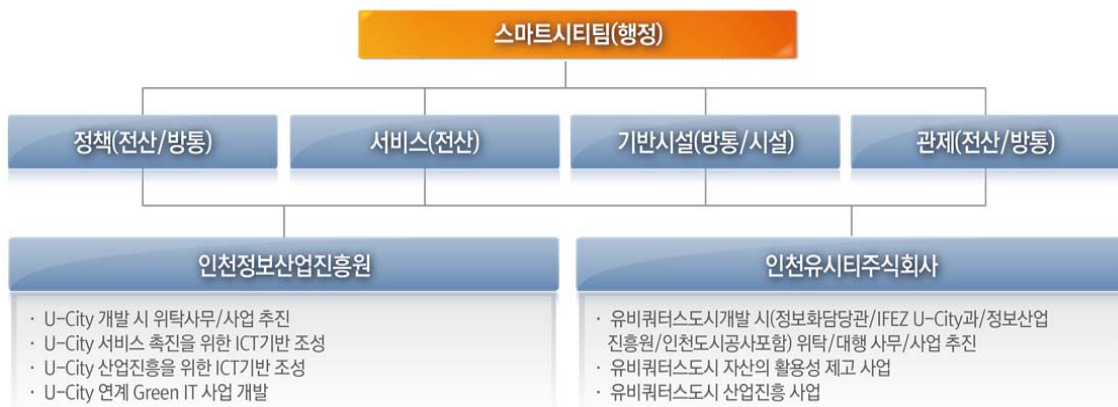 스마트시티팀(행정)
정책(전산/방통)
서비스(전산)
기반시설(방통/시설)
관제(전산/방통)
인천정보산업진흥원
· U-City 개발 시 위탁사무/사업 추진
· U-City 서비스 촉진을 위한 ICT기반 조성
· U-City 산업진흥을 위한 ICT기반 조성
· U-City 연계 Green IT 사업 개발
인천유시티주식회사
· 유비쿼터스도시개발 시(정보화담당관/IFEZ U-City과/정보산업
진흥원/인천도시공사포함) 위탁/대행 사무/사업 추진
· 유비쿼터스도시 자산의 활용성 제고 사업
· 유비쿼터스도시 산업진흥 사업